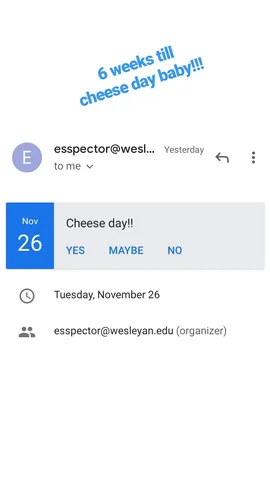 6 weeks till
cheese day baby!!!
E
esspector@wesl... Yesterday
to me
Nov
26
Cheese day!!
YES MAYBE NO
Tuesday, November 26
esspector@wesleyan.edu (organizer)